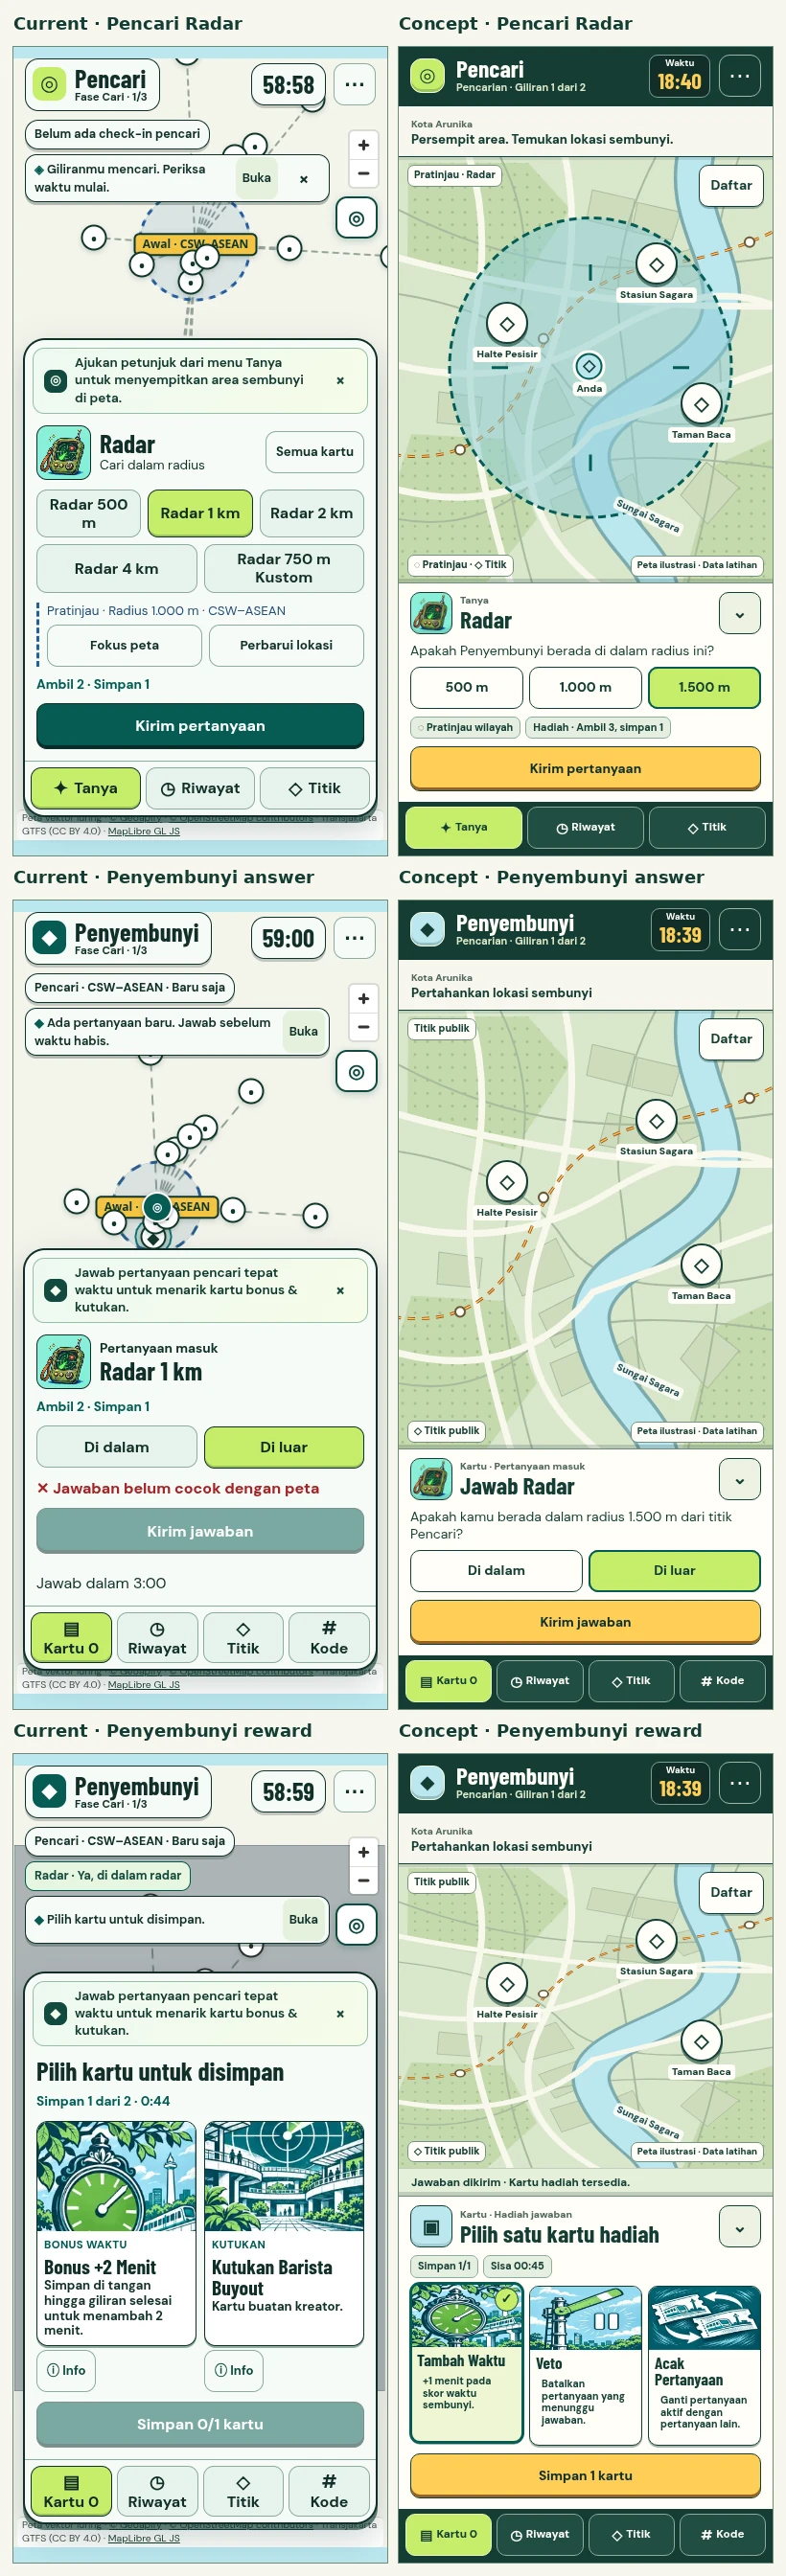 Current · Pencari Radar
Pencari
Fase Cari · 1/3
58:58
Belum ada check-in pencari
Giliranmu mencari. Periksa
waktu mulai.
Buka
Awal · CSW-ASEAN
Ajukan petunjuk dari menu Tanya
untuk menyempitkan area sembunyi
di peta.
Radar
Cari dalam radius
Semua kartu
Radar 500
m
Radar 1 km
Radar 2 km
Radar 4 km
Radar 750 m
Kustom
Pratinjau · Radius 1.000 m · CSW–ASEAN
Fokus peta
Perbarui lokasi
Ambil 2 · Simpan 1
Kirim pertanyaan
Tanya
Riwayat
Titik
GTFS (CC BY 4.0) · MapLibre GL JS
Concept · Pencari Radar
Pencari
Pencarian · Giliran 1 dari 2
Waktu
18:40
Kota Arunika
Persempit area. Temukan lokasi sembunyi.
Pratinjau · Radar
Daftar
Stasiun Sagara
Halte Pesisir
Anda
Taman Baca
Sungai Sagara
Pratinjau · ◇ Titik
Peta ilustrasi · Data latihan
Tanya
Radar
Apakah Penyembunyi berada di dalam radius ini?
500 m
1.000 m
1.500 m
Pratinjau wilayah
Hadiah · Ambil 3, simpan 1
Kirim pertanyaan
Tanya
Riwayat
Titik
Current · Penyembunyi answer
Penyembunyi
Fase Cari · 1/3
59:00
Pencari · CSW–ASEAN · Baru saja
Ada pertanyaan baru. Jawab sebelum
waktu habis.
Buka
Awal · ASEAN
Jawab pertanyaan pencari tepat
waktu untuk menarik kartu bonus &
kutukan.
Pertanyaan masuk
Radar 1 km
Ambil 2 · Simpan 1
Di dalam
Di luar
✕ Jawaban belum cocok dengan peta
Kirim jawaban
Jawab dalam 3:00
Kartu 0
Riwayat
Titik
# Kode
GTFS (CC BY 4.0) · MapLibre GL JS
Concept · Penyembunyi answer
Penyembunyi
Pencarian · Giliran 1 dari 2
Waktu
18:39
Kota Arunika
Pertahankan lokasi sembunyi
Titik publik
Daftar
Stasiun Sagara
Halte Pesisir
Taman Baca
Sungai Sagara
◇ Titik publik
Peta ilustrasi · Data latihan
Kartu · Pertanyaan masuk
Jawab Radar
Apakah kamu berada dalam radius 1.500 m dari titik
Pencari?
Di dalam
Di luar
Kirim jawaban
Kartu 0
Riwayat
Titik
# Kode
Current · Penyembunyi reward
Penyembunyi
Fase Cari · 1/3
58:59
Pencari · CSW–ASEAN · Baru saja
Radar · Ya, di dalam radar
Pilih kartu untuk disimpan.
Buka
Jawab pertanyaan pencari tepat
waktu untuk menarik kartu bonus &
kutukan.
Pilih kartu untuk disimpan
Simpan 1 dari 2 · 0:44
BONUS WAKTU
Bonus +2 Menit
Simpan di tangan
hingga giliran selesai
untuk menambah 2
menit.
Info
KUTUKAN
Kutukan Barista
Buyout
Kartu buatan kreator.
Info
Simpan 0/1 kartu
Kartu 0
Riwayat
Titik
# Kode
GTFS (CC BY 4.0) · MapLibre GL JS
Concept · Penyembunyi reward
Penyembunyi
Pencarian · Giliran 1 dari 2
Waktu
18:39
Kota Arunika
Pertahankan lokasi sembunyi
Titik publik
Daftar
Stasiun Sagara
Halte Pesisir
Taman Baca
Sungai Sagara
◇ Titik publik
Peta ilustrasi · Data latihan
Jawaban dikirim · Kartu hadiah tersedia.
Kartu · Hadiah jawaban
Pilih satu kartu hadiah
Simpan 1/1
Sisa 00:45
Tambah Waktu
+1 menit pada
skor waktu
sembunyi.
Veto
Batalkan
pertanyaan yang
menunggu
jawaban.
Acak
Pertanyaan
Ganti pertanyaan
aktif dengan
pertanyaan lain.
Simpan 1 kartu
Kartu 0
Riwayat
Titik
# Kode